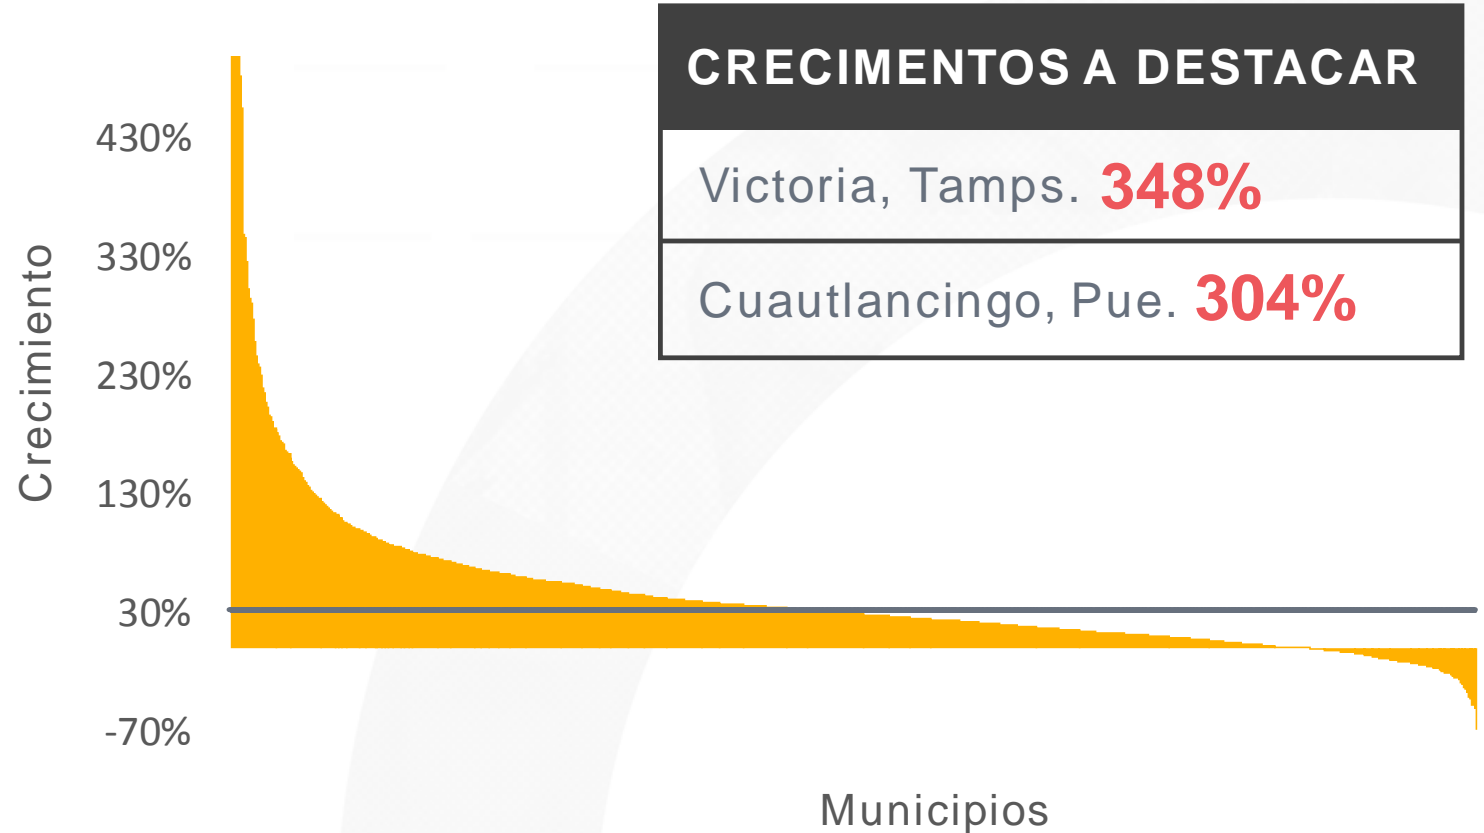 CRECIMENTOS A DESTACAR
Victoria, Tamps. 348%
Cuautlancingo, Pue. 304%
Crecimiento
430%
330%
230%
130%
30%
-70%
Municipios